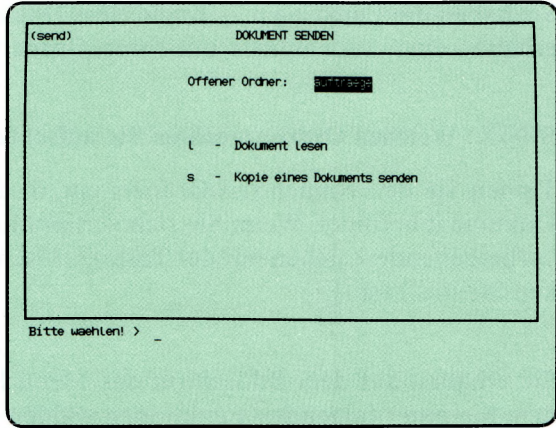 (send) DOKUMENT SENDEN
Offener Ordner: auftraege
l - Dokument lesen
s - Kopie eines Dokuments senden
Bitte waehlen! > _